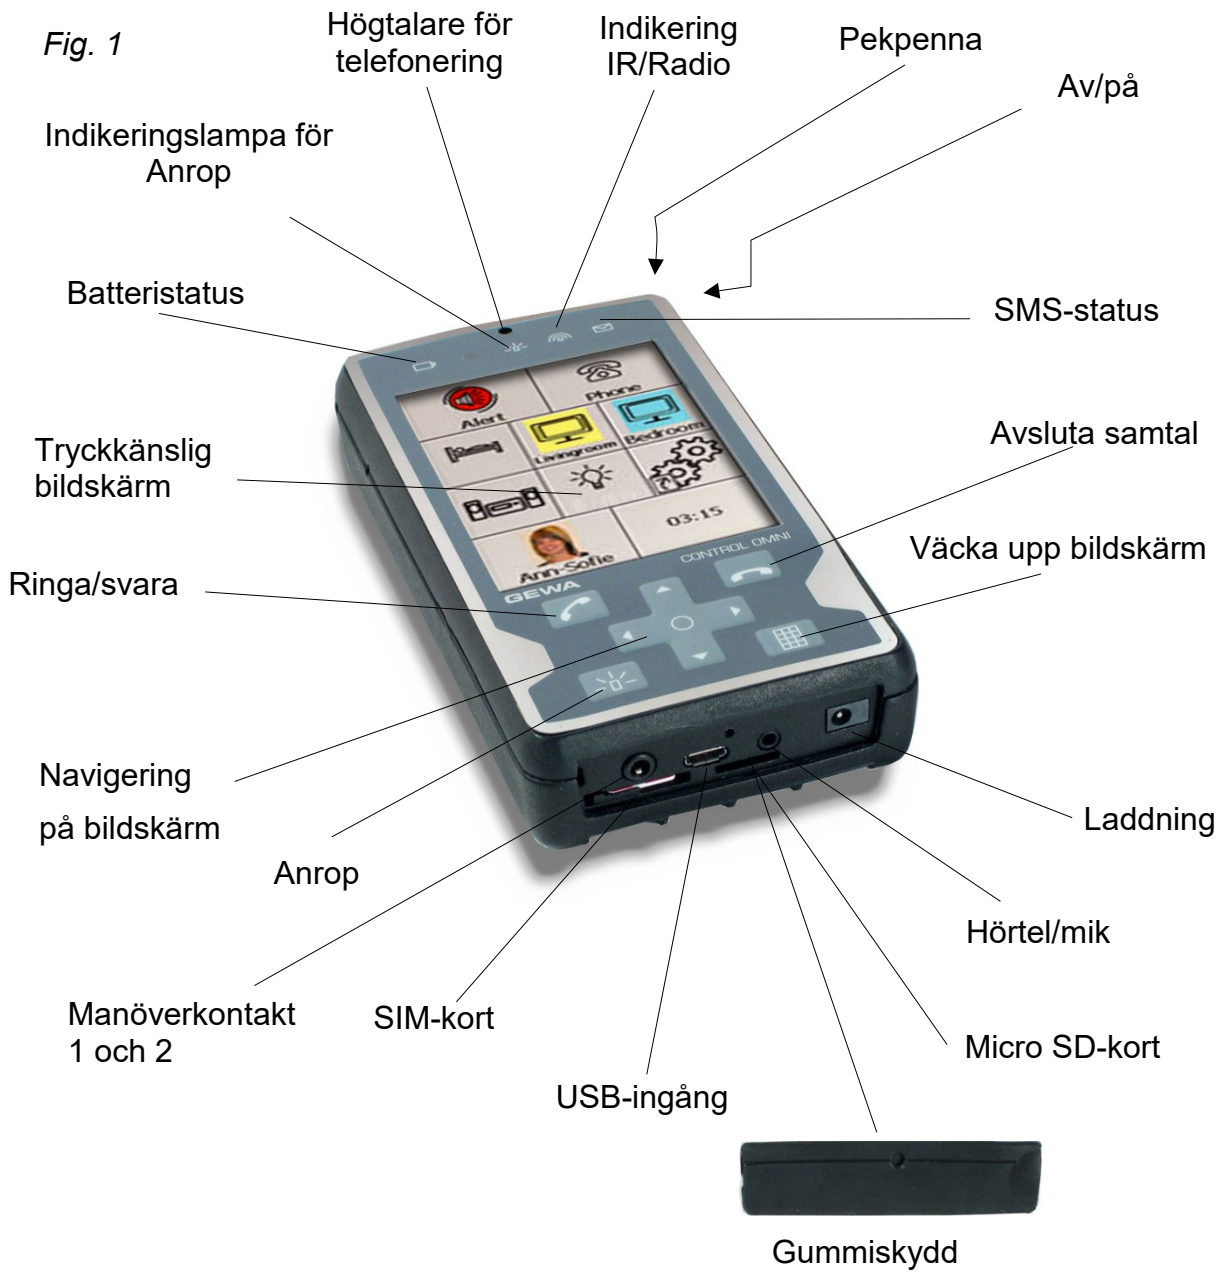 Fig. 1
Högtalare för
telefonering
Indikering
IR/Radio
Pekpenna
Av/på
Indikeringslampa för
Anrop
Batteristatus
SMS-status
Tryckkänslig
bildskärm
Avsluta samtal
Väcka upp bildskärm
Ringa/svara
Alert
Phone
Livingroom
Bedroom
Ann-Sofie
03:15
GEWA
CONTROL OMNI
Navigering
på bildskärm
Anrop
Laddning
Hörtel/mik
Manöverkontakt
1 och 2
SIM-kort
Micro SD-kort
USB-ingång
Gummiskydd